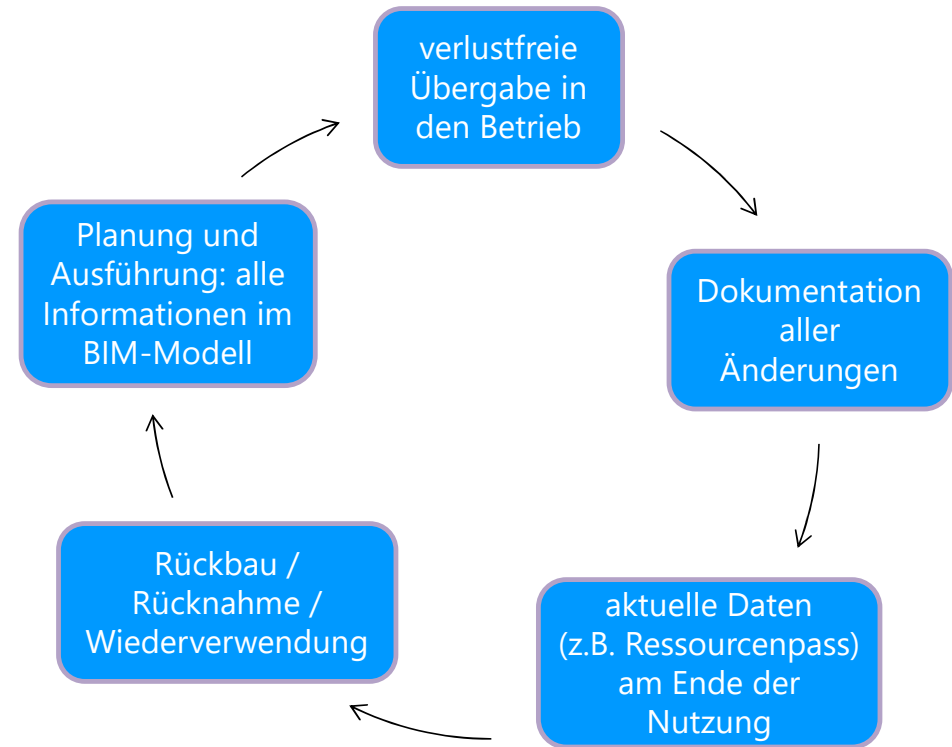 verlustfreie
Übergabe in
den Betrieb
Planung und
Ausführung: alle
Informationen im
BIM-Modell
Dokumentation
aller
Änderungen
Rückbau /
Rücknahme /
Wiederverwendung
aktuelle Daten
(z.B. Ressourcenpass)
am Ende der
Nutzung